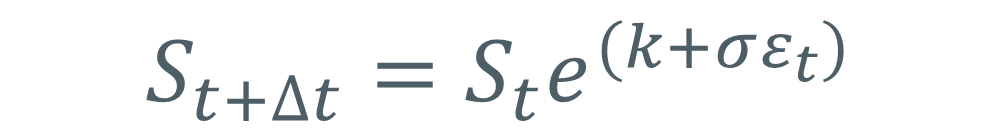 S_{t+Δt} = S_t e^{(k+σε_t)}